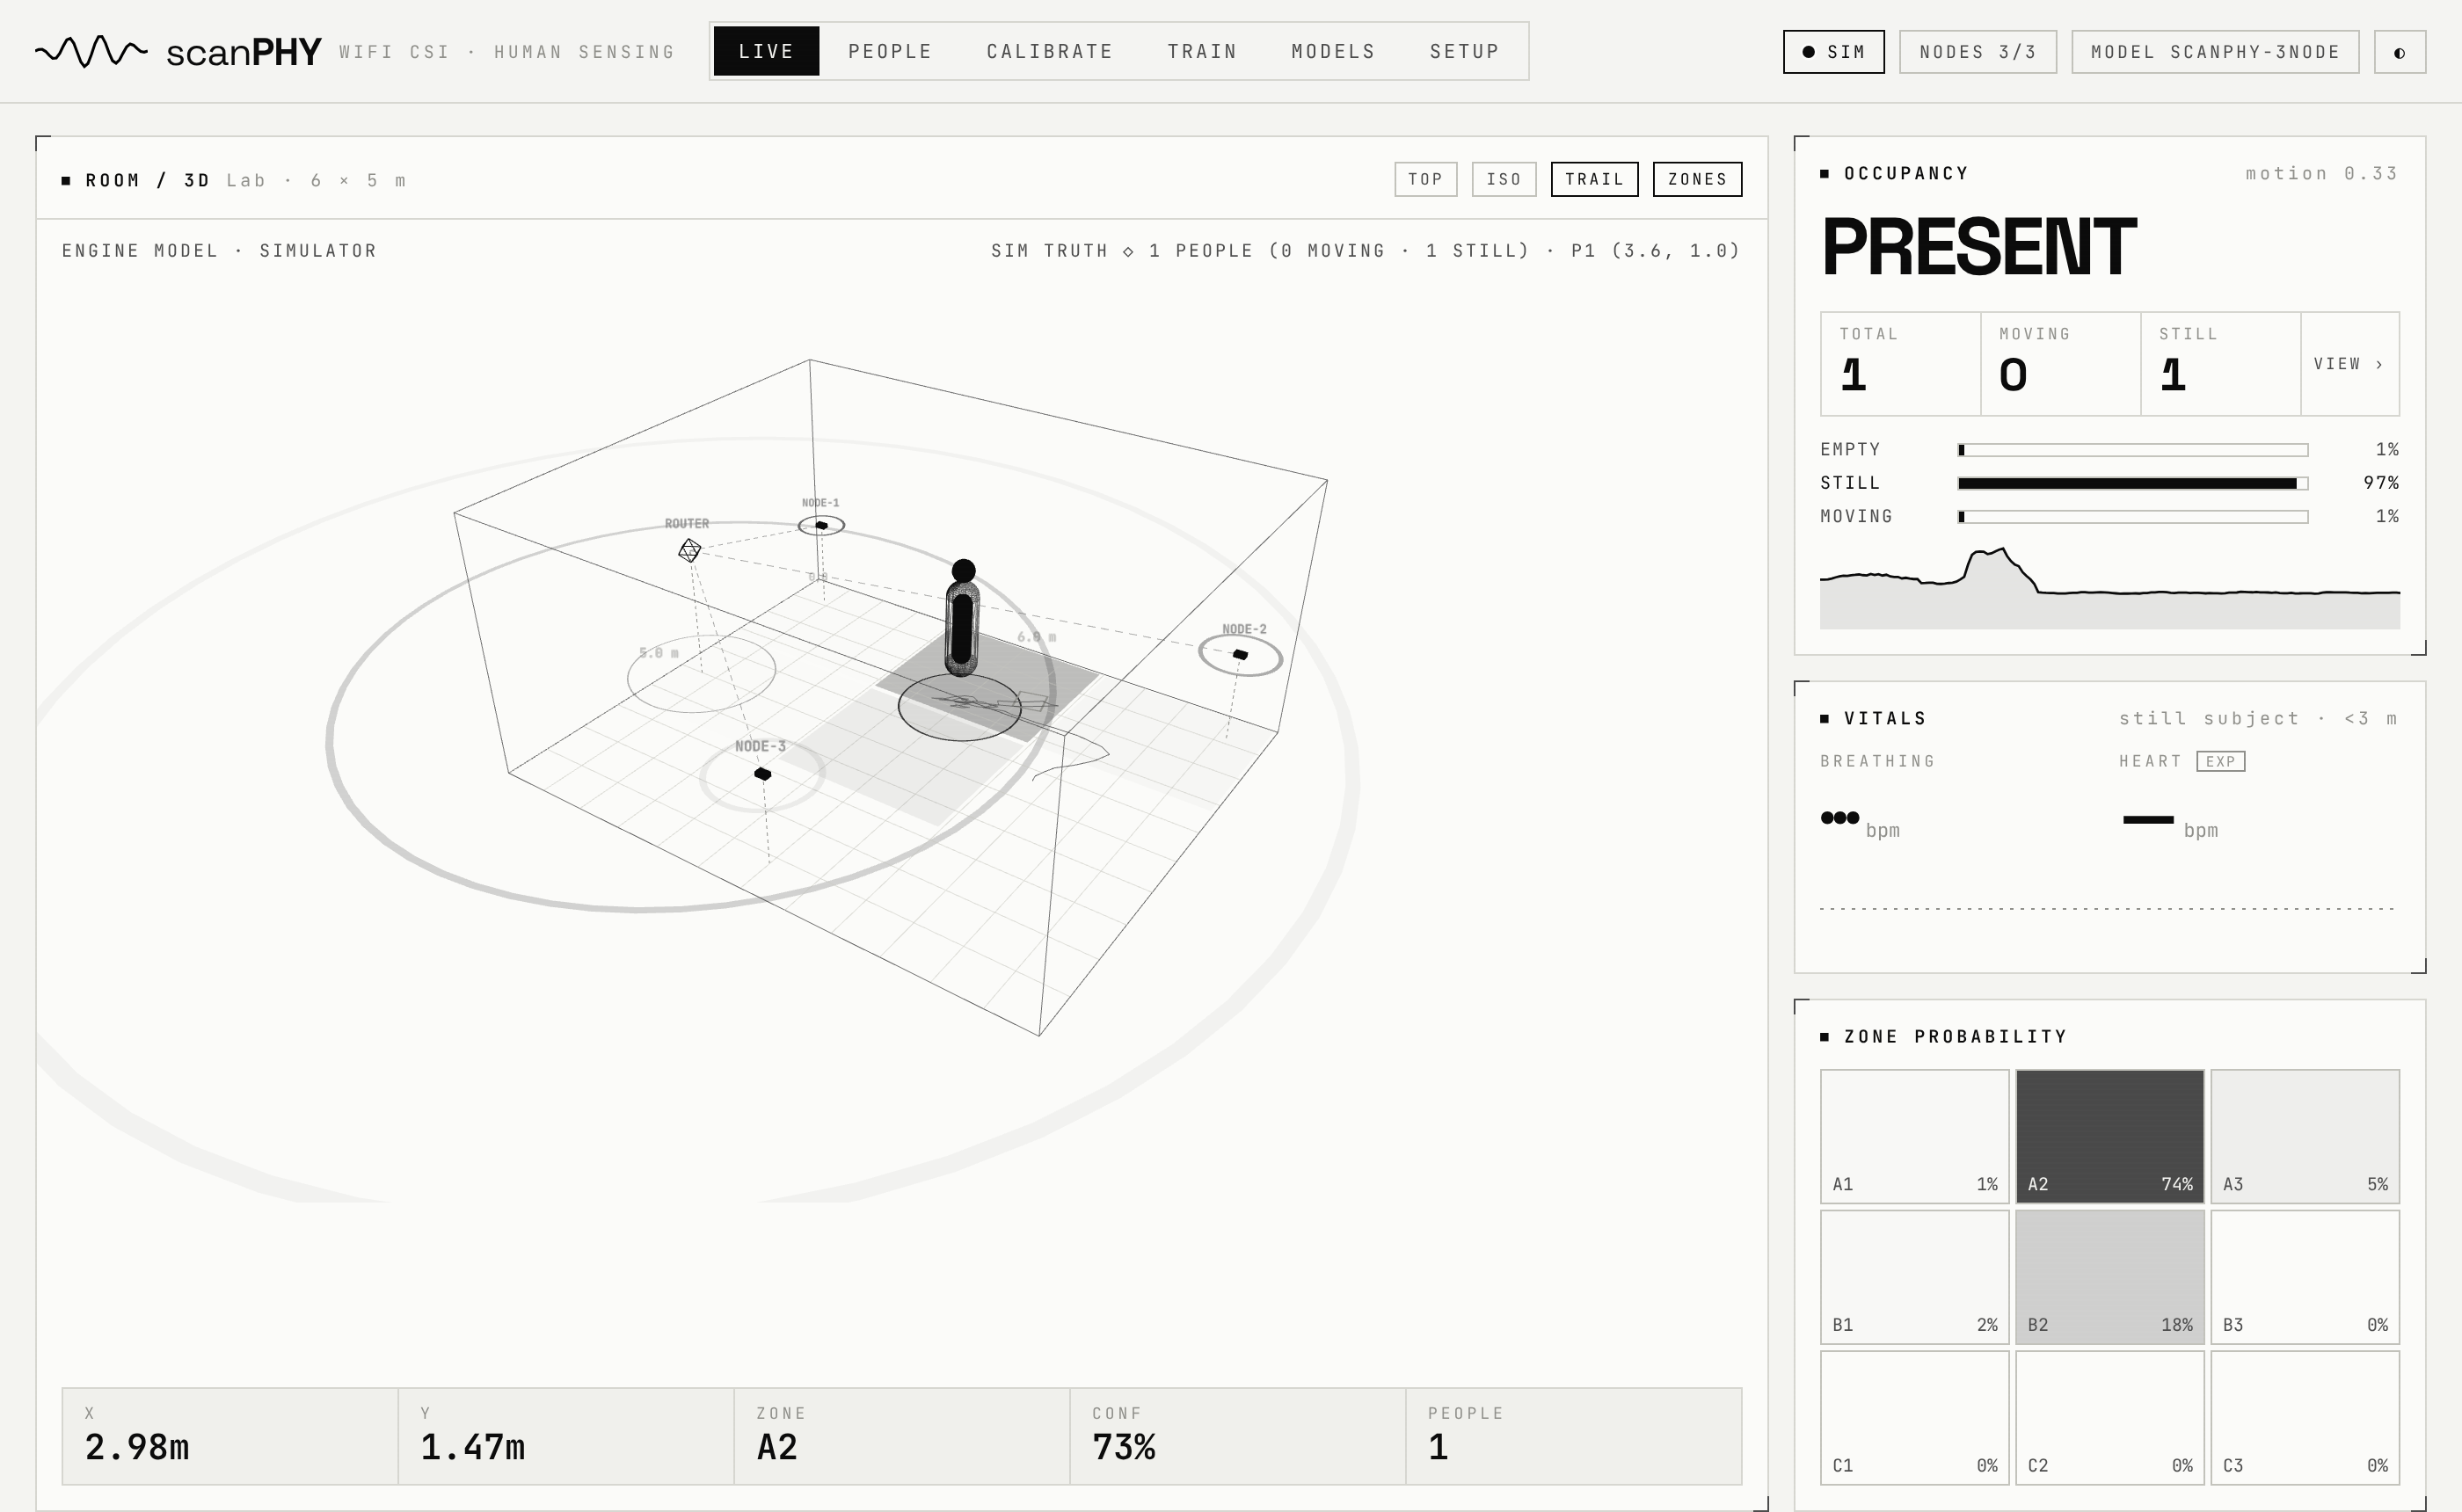 scanPHY WIFI CSI · HUMAN SENSING
LIVE PEOPLE CALIBRATE TRAIN MODELS SETUP
● SIM NODES 3/3 MODEL SCANPHY-3NODE ◐
■ ROOM / 3D Lab · 6 × 5 m
TOP ISO TRAIL ZONES
ENGINE MODEL · SIMULATOR
SIM TRUTH ◇ 1 PEOPLE (0 MOVING · 1 STILL) · P1 (3.6, 1.0)
NODE-1
ROUTER
NODE-2
6.0 m
5.0 m
NODE-3
X
2.98m
Y
1.47m
ZONE
A2
CONF
73%
PEOPLE
1
■ OCCUPANCY motion 0.33
PRESENT
TOTAL
1
MOVING
0
STILL
1
VIEW ›
EMPTY 1%
STILL 97%
MOVING 1%
■ VITALS still subject · <3 m
BREATHING
●●● bpm
HEART EXP
— bpm
■ ZONE PROBABILITY
A1 1%
A2 74%
A3 5%
B1 2%
B2 18%
B3 0%
C1 0%
C2 0%
C3 0%